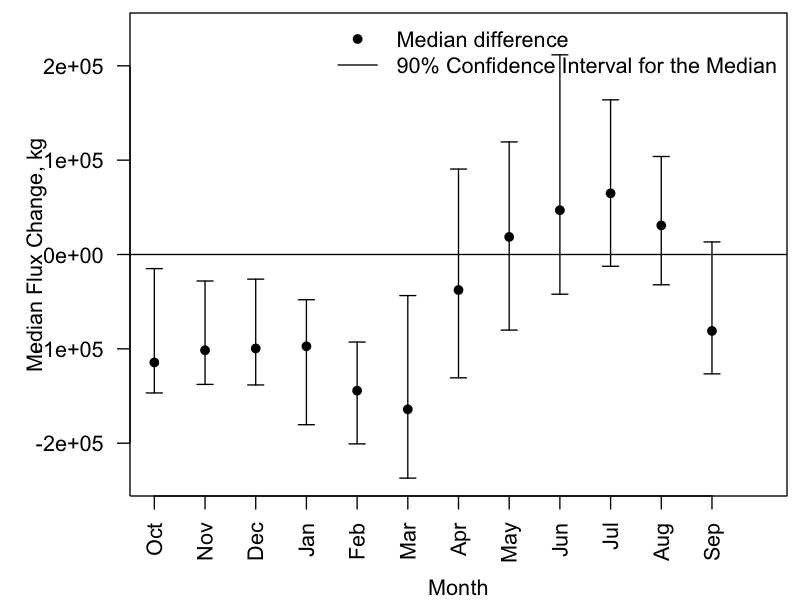 Median difference
90% Confidence Interval for the Median
Median Flux Change, kg
2e+05
1e+05
0e+00
1e+05
-2e+05
Oct
Nov
Dec
Jan
Feb
Mar
Apr
May
Jun
Jul
Aug
Sep
Month